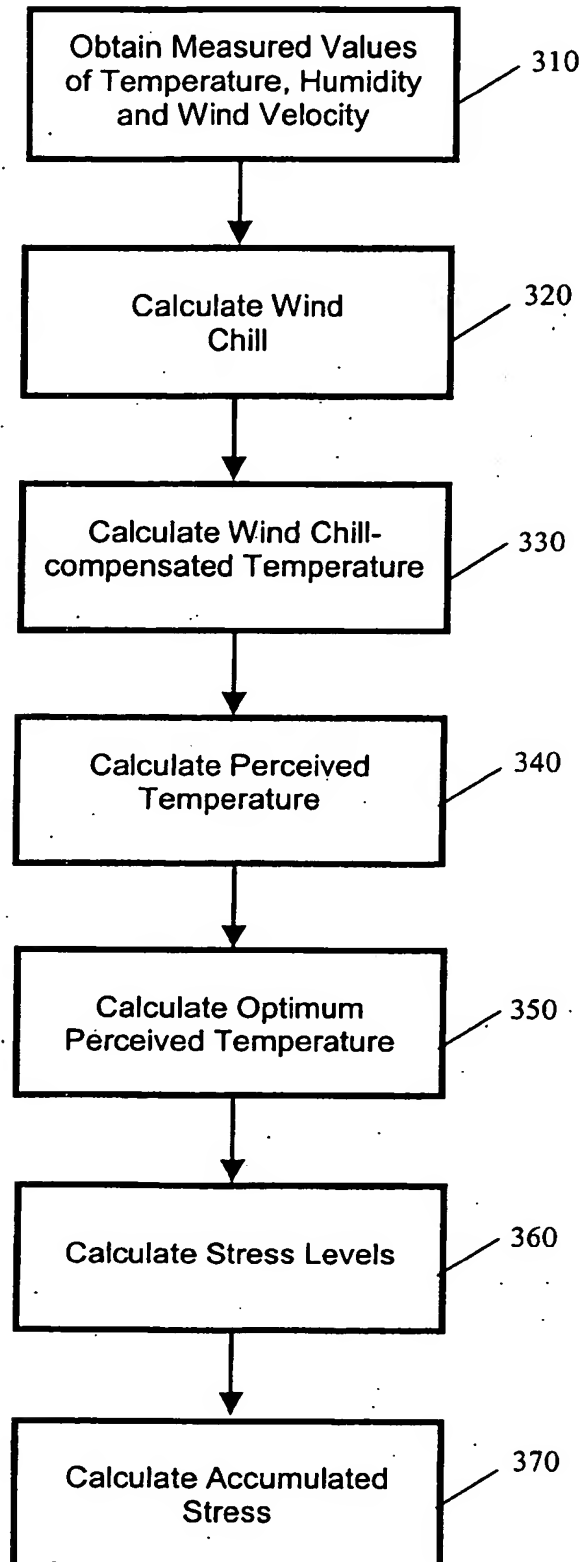 Obtain Measured Values
of Temperature, Humidity
and Wind Velocity
310
Calculate Wind
Chill
320
Calculate Wind Chill-
compensated Temperature
330
Calculate Perceived
Temperature
340
Calculate Optimum
Perceived Temperature
350
Calculate Stress Levels
360
Calculate Accumulated
Stress
370